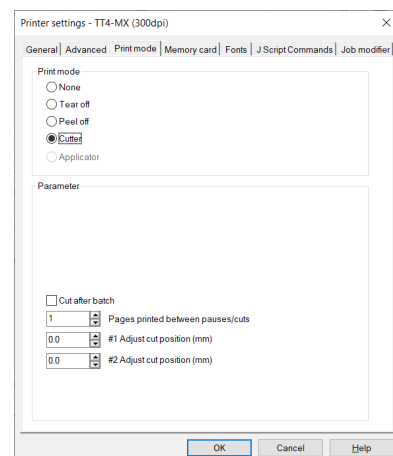 Printer settings - TT4-MX (300dpi)
General Advanced Print mode Memory card Fonts J Script Commands Job modifier
Print mode
None
Tear off
Peel off
Cutter
Applicator
Parameter
Cut after batch
1 Pages printed between pauses/cuts
0.0 #1 Adjust cut position (mm)
0.0 #2 Adjust cut position (mm)
OK Cancel Help